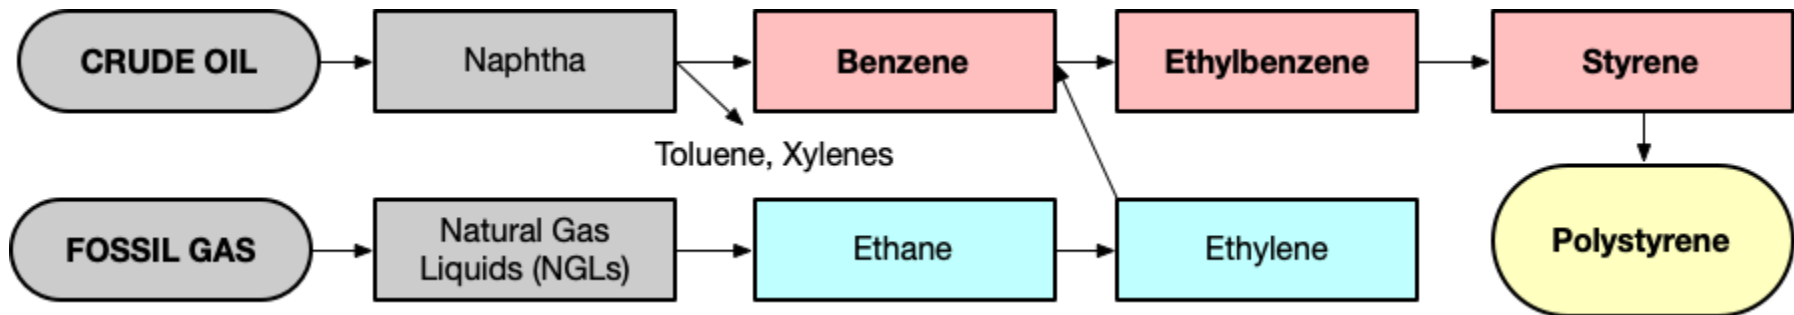 CRUDE OIL
Naphtha
Benzene
Ethylbenzene
Styrene
Toluene, Xylenes
FOSSIL GAS
Natural Gas
Liquids (NGLs)
Ethane
Ethylene
Polystyrene